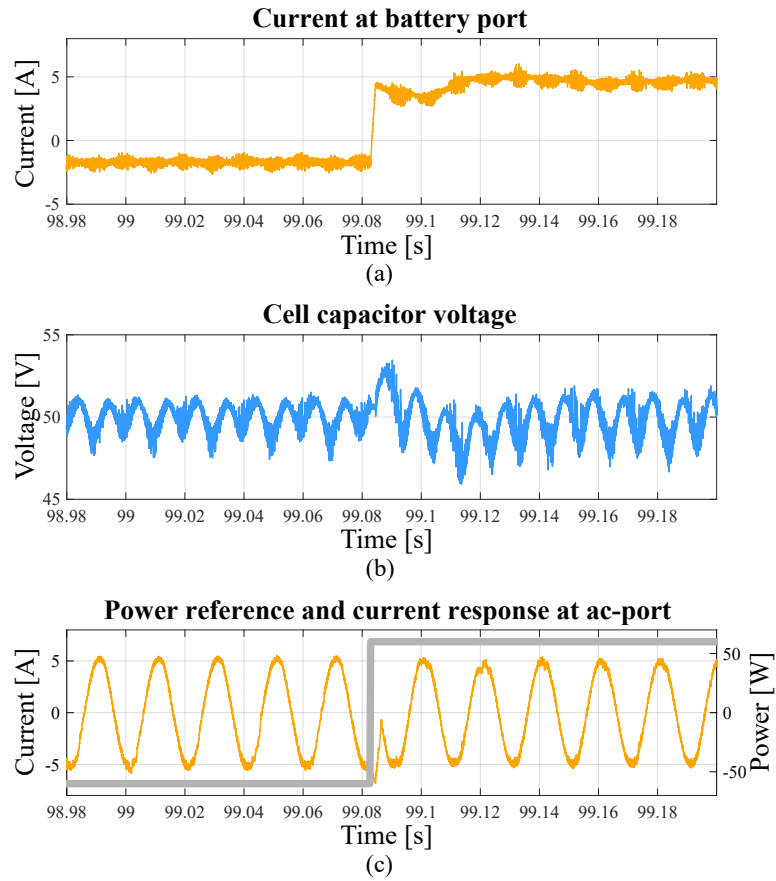 Current at battery port
Current [A]
5
0
-5
98.98 99 99.02 99.04 99.06 99.08 99.1 99.12 99.14 99.16 99.18
Time [s]
(a)
Cell capacitor voltage
Voltage [V]
55
50
45
98.98 99 99.02 99.04 99.06 99.08 99.1 99.12 99.14 99.16 99.18
Time [s]
(b)
Power reference and current response at ac-port
Current [A]
5
0
-5
50
0
-50
Power [W]
98.98 99 99.02 99.04 99.06 99.08 99.1 99.12 99.14 99.16 99.18
Time [s]
(c)